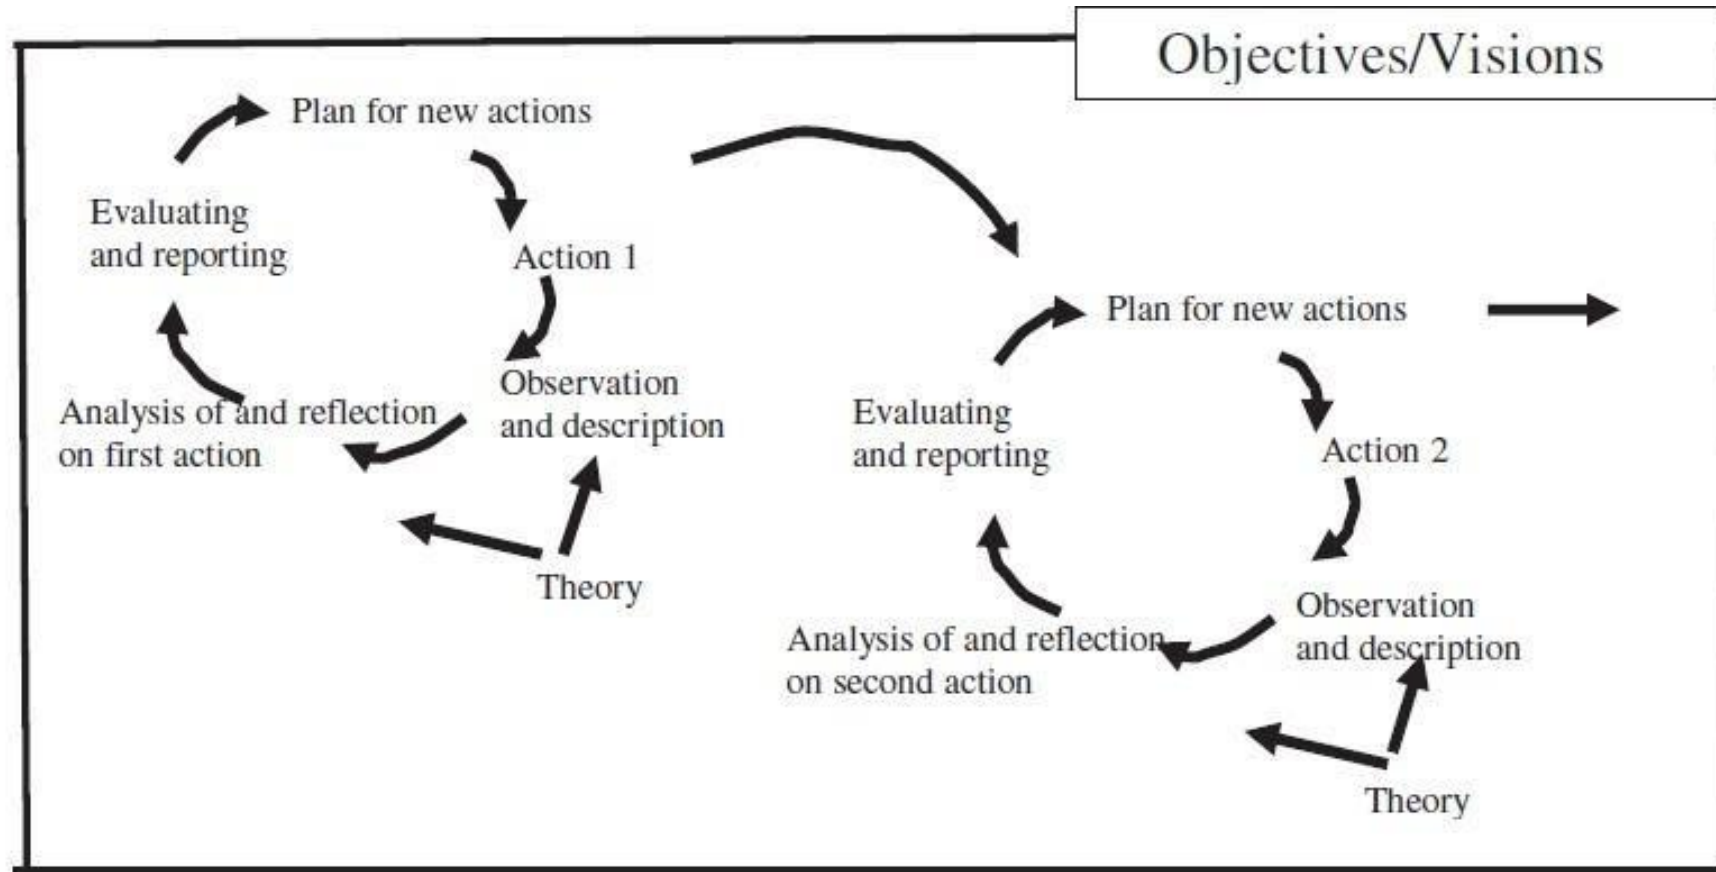 Objectives/Visions
Plan for new actions
Evaluating
and reporting
Action 1
Observation
and description
Analysis of and reflection
on first action
Theory
Plan for new actions
Evaluating
and reporting
Action 2
Observation
and description
Analysis of and reflection
on second action
Theory